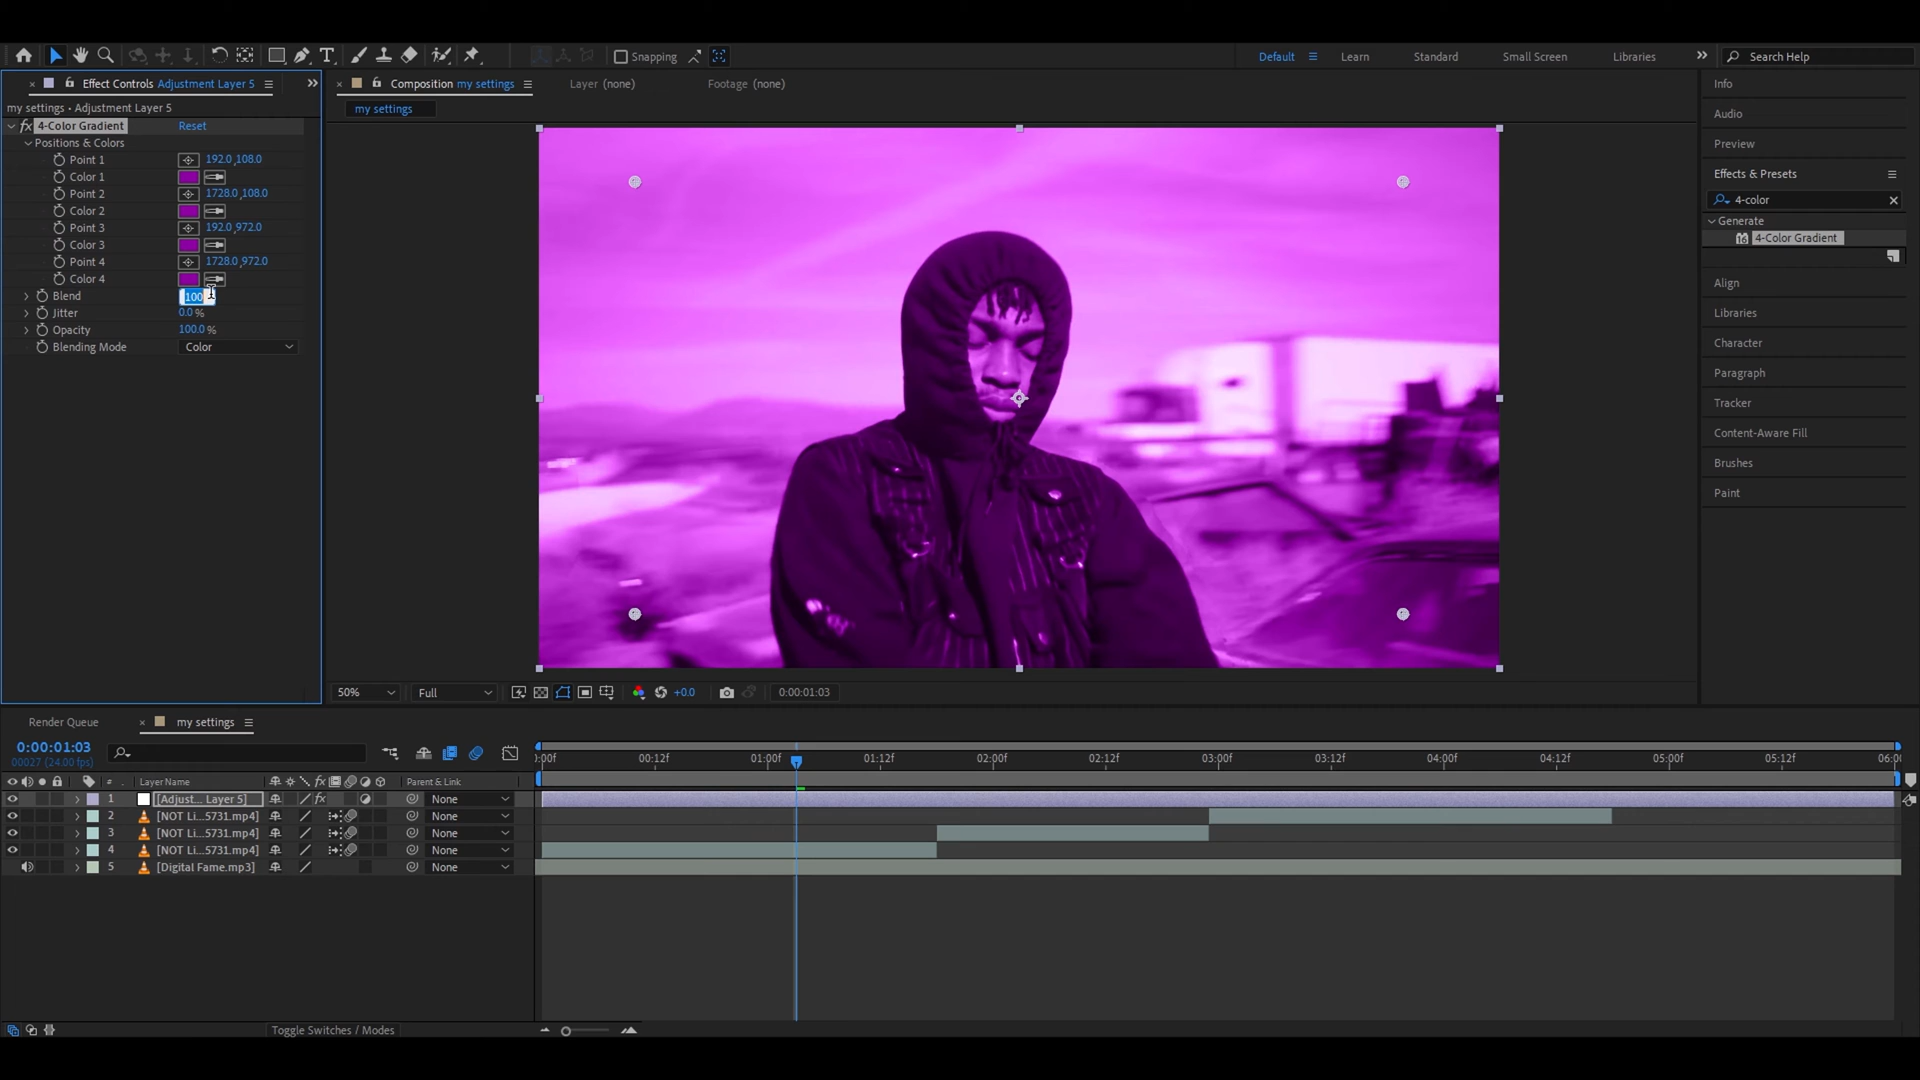 Snapping
Default
Learn
Standard
Small Screen
Libraries
Search Help
Effect Controls Adjustment Layer 5
Composition my settings
Layer (none)
Footage (none)
Info
my settings • Adjustment Layer 5
my settings
Audio
fx 4-Color Gradient Reset
Positions & Colors
Preview
Point 1 192.0,108.0
Color 1
Effects & Presets
Point 2 1728.0,108.0
4-color
Color 2
Generate
Point 3 192.0,972.0
4-Color Gradient
Color 3
Point 4 1728.0,972.0
Color 4
Align
Blend 100
Jitter 0.0 %
Libraries
Opacity 100.0 %
Blending Mode Color
Character
Paragraph
Tracker
Content-Aware Fill
Brushes
Paint
50% Full +0.0 0:00:01:03
Render Queue my settings
0:00:01:03
00027 (24.00 fps)
:00f 00:12f 01:00f 01:12f 02:00f 02:12f 03:00f 03:12f 04:00f 04:12f 05:00f 05:12f 06:00
# Layer Name fx Parent & Link
1 [Adjust... Layer 5] fx None
2 [NOT Li...5731.mp4] None
3 [NOT Li...5731.mp4] None
4 [NOT Li...5731.mp4] None
5 [Digital Fame.mp3] None
Toggle Switches / Modes